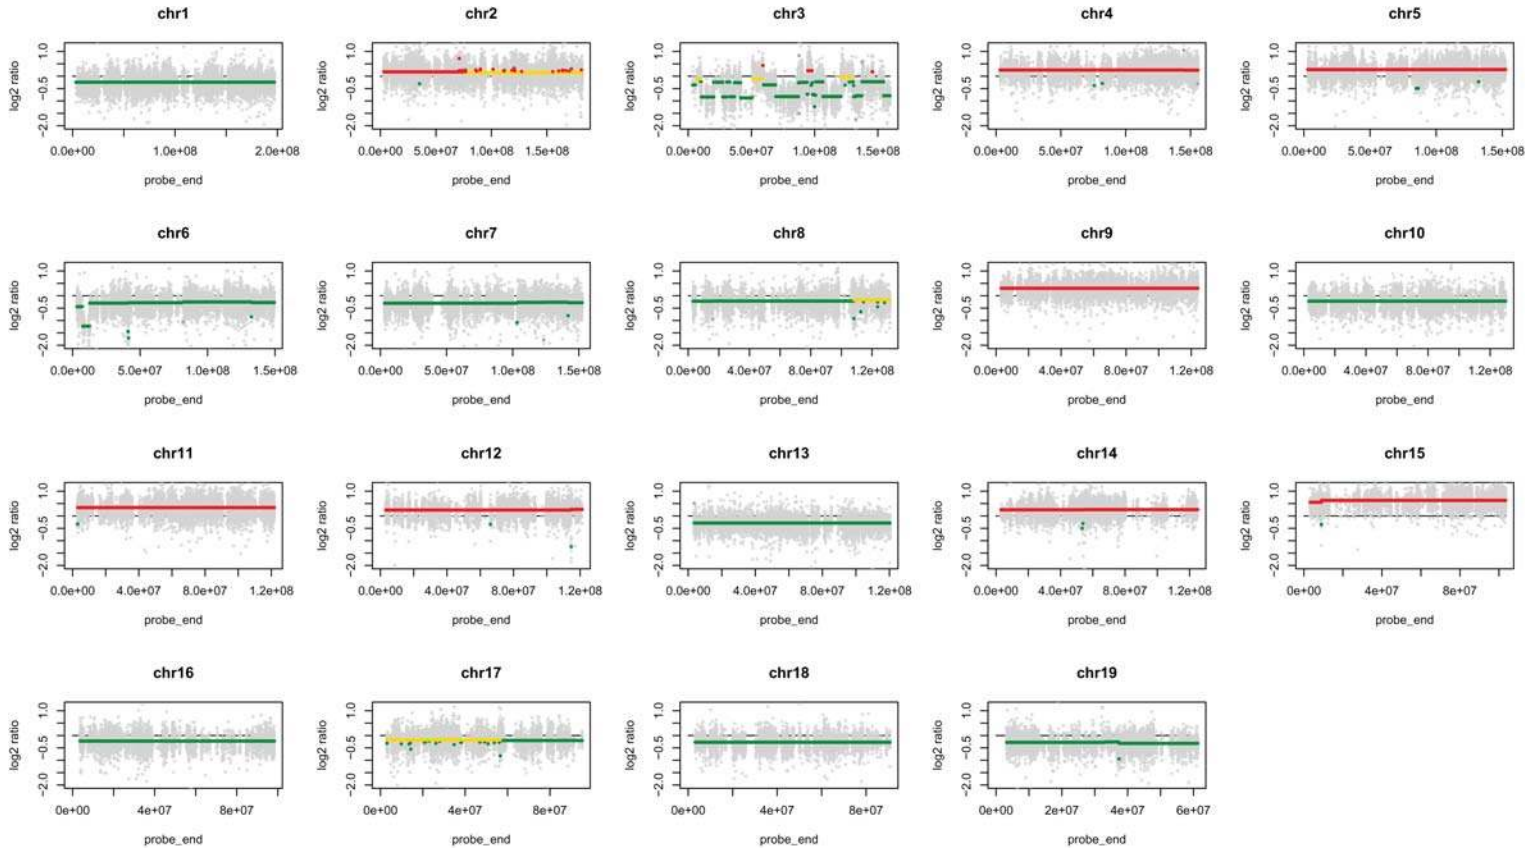 chr1
chr2
chr3
chr4
chr5
log2 ratio
1.0
-0.5
-2.0
0.0e+00 1.0e+08 2.0e+08
probe_end
log2 ratio
1.0
-0.5
-2.0
0.0e+00 5.0e+07 1.0e+08 1.5e+08
probe_end
log2 ratio
1.0
-0.5
-2.0
0.0e+00 5.0e+07 1.0e+08 1.5e+08
probe_end
log2 ratio
1.0
-0.5
-2.0
0.0e+00 5.0e+07 1.0e+08 1.5e+08
probe_end
log2 ratio
1.0
-0.5
-2.0
0.0e+00 5.0e+07 1.0e+08 1.5e+08
probe_end
chr6
chr7
chr8
chr9
chr10
log2 ratio
1.0
-0.5
-2.0
0.0e+00 5.0e+07 1.0e+08 1.5e+08
probe_end
log2 ratio
1.0
-0.5
-2.0
0.0e+00 5.0e+07 1.0e+08 1.5e+08
probe_end
log2 ratio
1.0
-0.5
-2.0
0.0e+00 4.0e+07 8.0e+07 1.2e+08
probe_end
log2 ratio
1.0
-0.5
-2.0
0.0e+00 4.0e+07 8.0e+07 1.2e+08
probe_end
log2 ratio
1.0
-0.5
-2.0
0.0e+00 4.0e+07 8.0e+07 1.2e+08
probe_end
chr11
chr12
chr13
chr14
chr15
log2 ratio
1.0
-0.5
-2.0
0.0e+00 4.0e+07 8.0e+07 1.2e+08
probe_end
log2 ratio
1.0
-0.5
-2.0
0.0e+00 4.0e+07 8.0e+07 1.2e+08
probe_end
log2 ratio
1.0
-0.5
-2.0
0.0e+00 4.0e+07 8.0e+07 1.2e+08
probe_end
log2 ratio
1.0
-0.5
-2.0
0.0e+00 4.0e+07 8.0e+07 1.2e+08
probe_end
log2 ratio
1.0
-0.5
-2.0
0e+00 4e+07 8e+07
probe_end
chr16
chr17
chr18
chr19
log2 ratio
1.0
-0.5
-2.0
0e+00 4e+07 8e+07
probe_end
log2 ratio
1.0
-0.5
-2.0
0e+00 4e+07 8e+07
probe_end
log2 ratio
1.0
-0.5
-2.0
0e+00 4e+07 8e+07
probe_end
log2 ratio
1.0
-0.5
-2.0
0e+00 2e+07 4e+07 6e+07
probe_end